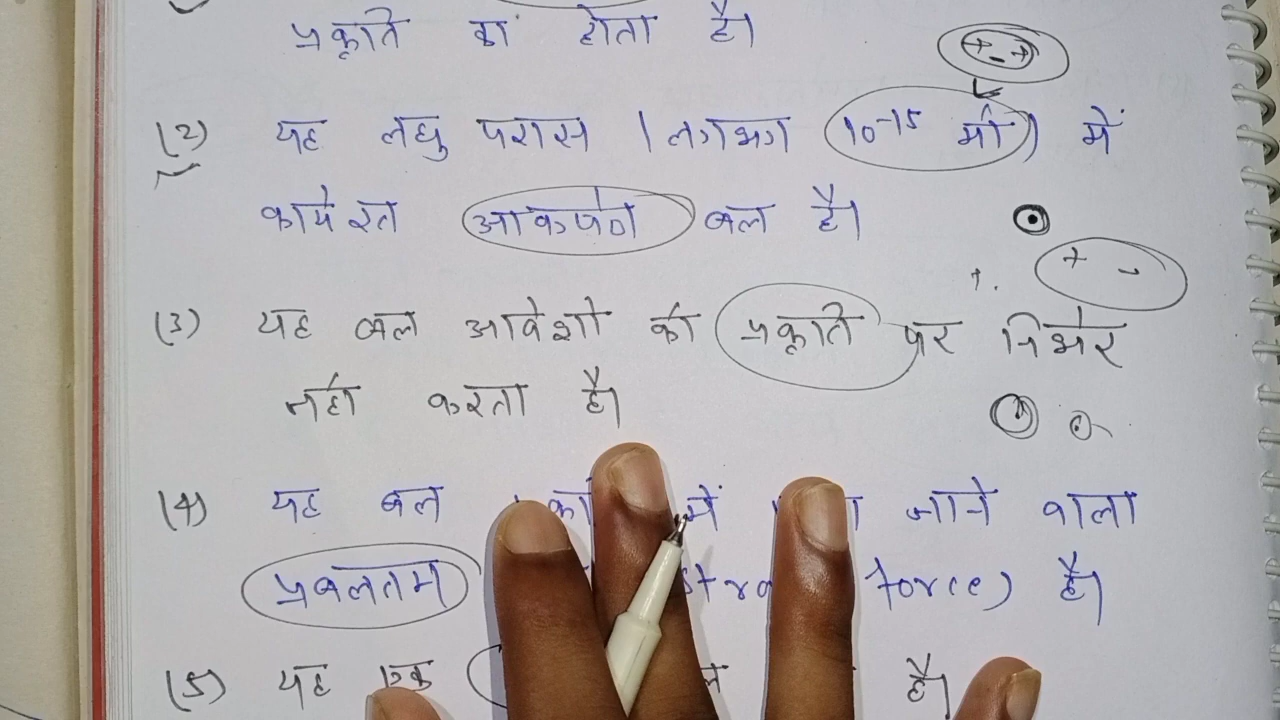 प्रकृति का होता है।
(2) यह लघु परास (लगभग 10-15 मी) में
कार्यरत आकर्षण बल है।
(3) यह बल आवेशो की प्रकृति पर निर्भर
नही करता है।
(4) यह बल में जाने वाला
प्रबलतम force) है।
(5) यह एक है।